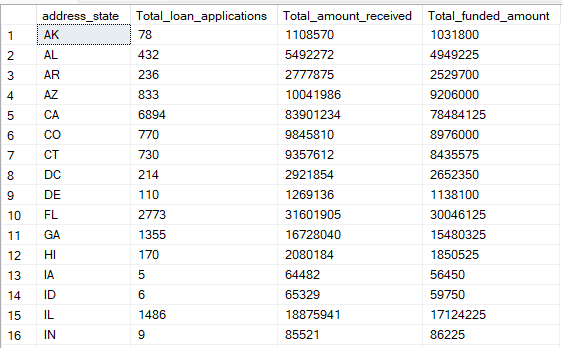 address_state Total_loan_applications Total_amount_received Total_funded_amount
1 AK 78 1108570 1031800
2 AL 432 5492272 4949225
3 AR 236 2777875 2529700
4 AZ 833 10041986 9206000
5 CA 6894 83901234 78484125
6 CO 770 9845810 8976000
7 CT 730 9357612 8435575
8 DC 214 2921854 2652350
9 DE 110 1269136 1138100
10 FL 2773 31601905 30046125
11 GA 1355 16728040 15480325
12 HI 170 2080184 1850525
13 IA 5 64482 56450
14 ID 6 65329 59750
15 IL 1486 18875941 17124225
16 IN 9 85521 86225